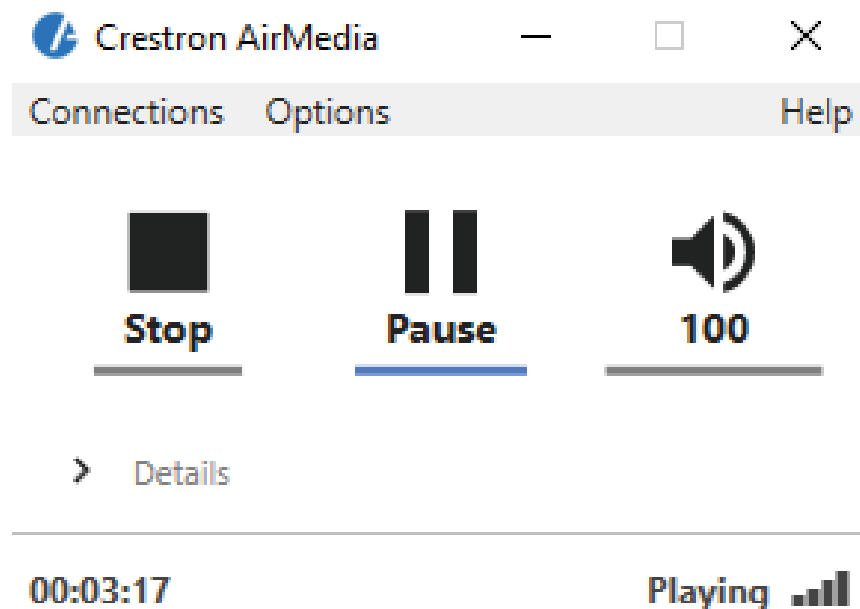 Crestron AirMedia
Connections Options Help
Stop Pause 100
Details
00:03:17 Playing